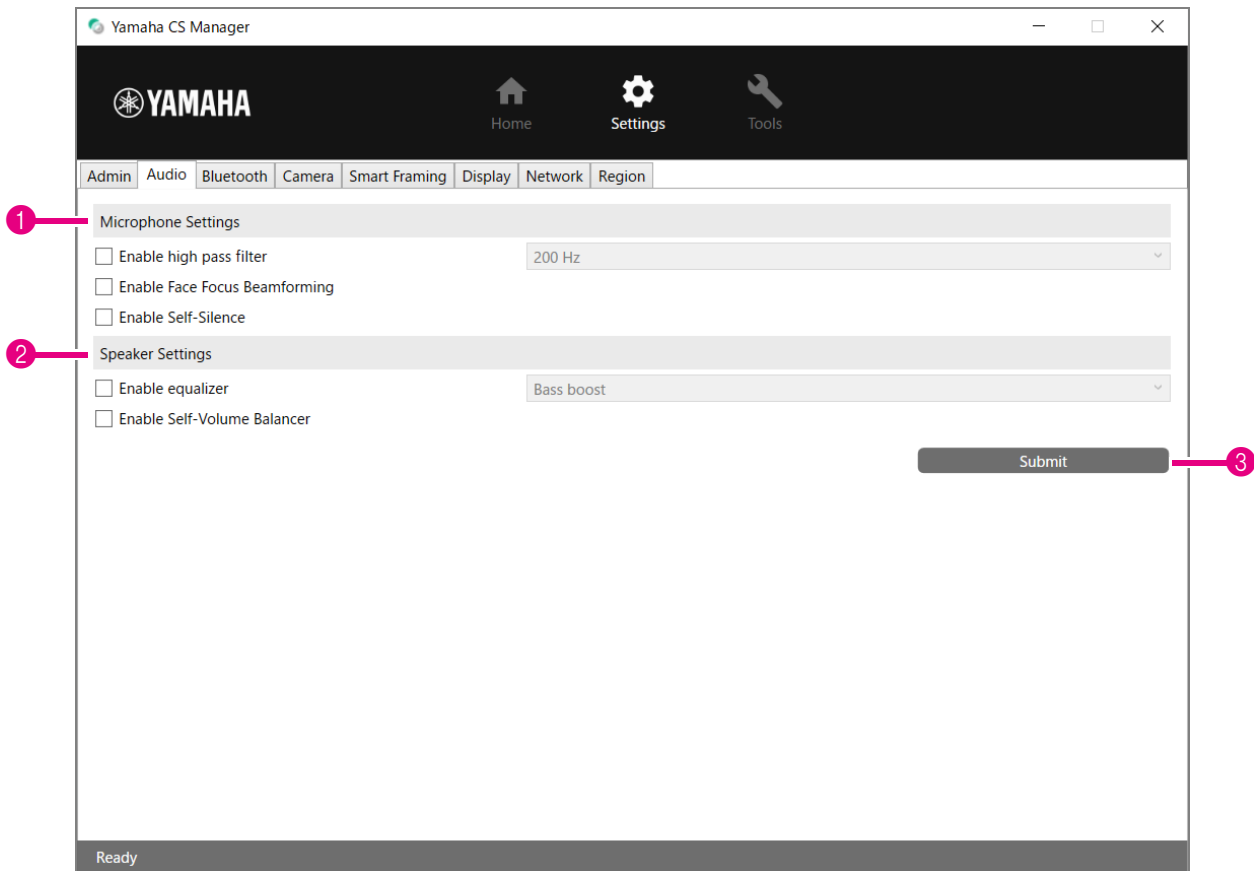 Yamaha CS Manager
YAMAHA
Home Settings Tools
Admin Audio Bluetooth Camera Smart Framing Display Network Region
1 Microphone Settings
Enable high pass filter 200 Hz
Enable Face Focus Beamforming
Enable Self-Silence
2 Speaker Settings
Enable equalizer Bass boost
Enable Self-Volume Balancer
Submit 3
Ready